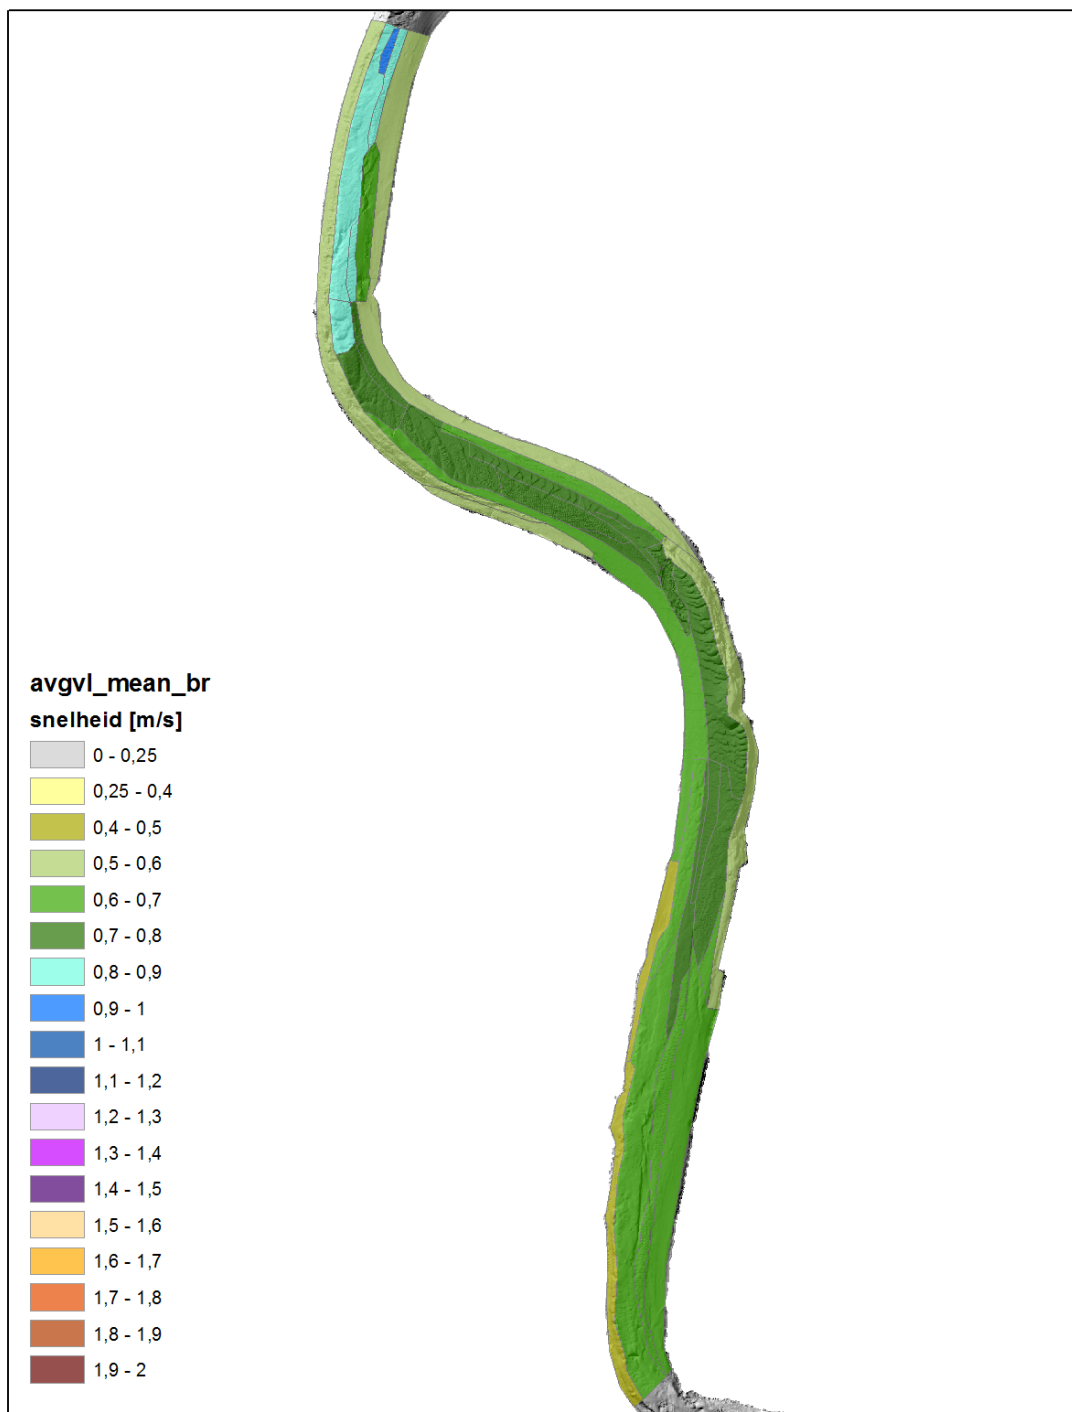 avgvl_mean_br
snelheid [m/s]
0 - 0,25
0,25 - 0,4
0,4 - 0,5
0,5 - 0,6
0,6 - 0,7
0,7 - 0,8
0,8 - 0,9
0,9 - 1
1 - 1,1
1,1 - 1,2
1,2 - 1,3
1,3 - 1,4
1,4 - 1,5
1,5 - 1,6
1,6 - 1,7
1,7 - 1,8
1,8 - 1,9
1,9 - 2